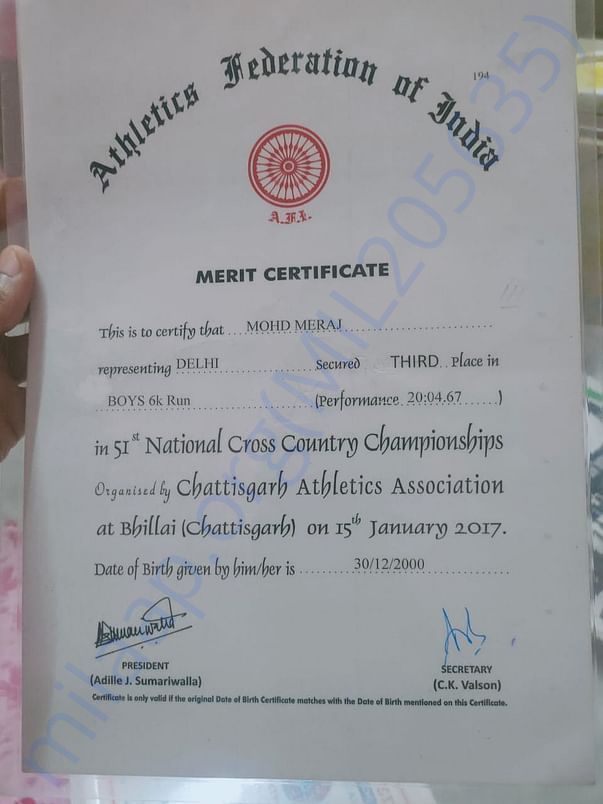 Athletics Federation of India
194
A.F.I.
MERIT CERTIFICATE
This is to certify that MOHD MERAJ
representing DELHI Secured THIRD Place in
BOYS 6k Run (Performance 20:04.67)
in 51st National Cross Country Championships
Organised by Chattisgarh Athletics Association
at Bhillai (Chattisgarh) on 15th January 2017.
Date of Birth given by him/her is 30/12/2000
PRESIDENT
(Adille J. Sumariwalla)
SECRETARY
(C.K. Valson)
Certificate is only valid if the original Date of Birth Certificate matches with the Date of Birth mentioned on this Certificate.
milaap.org(MIL205635)